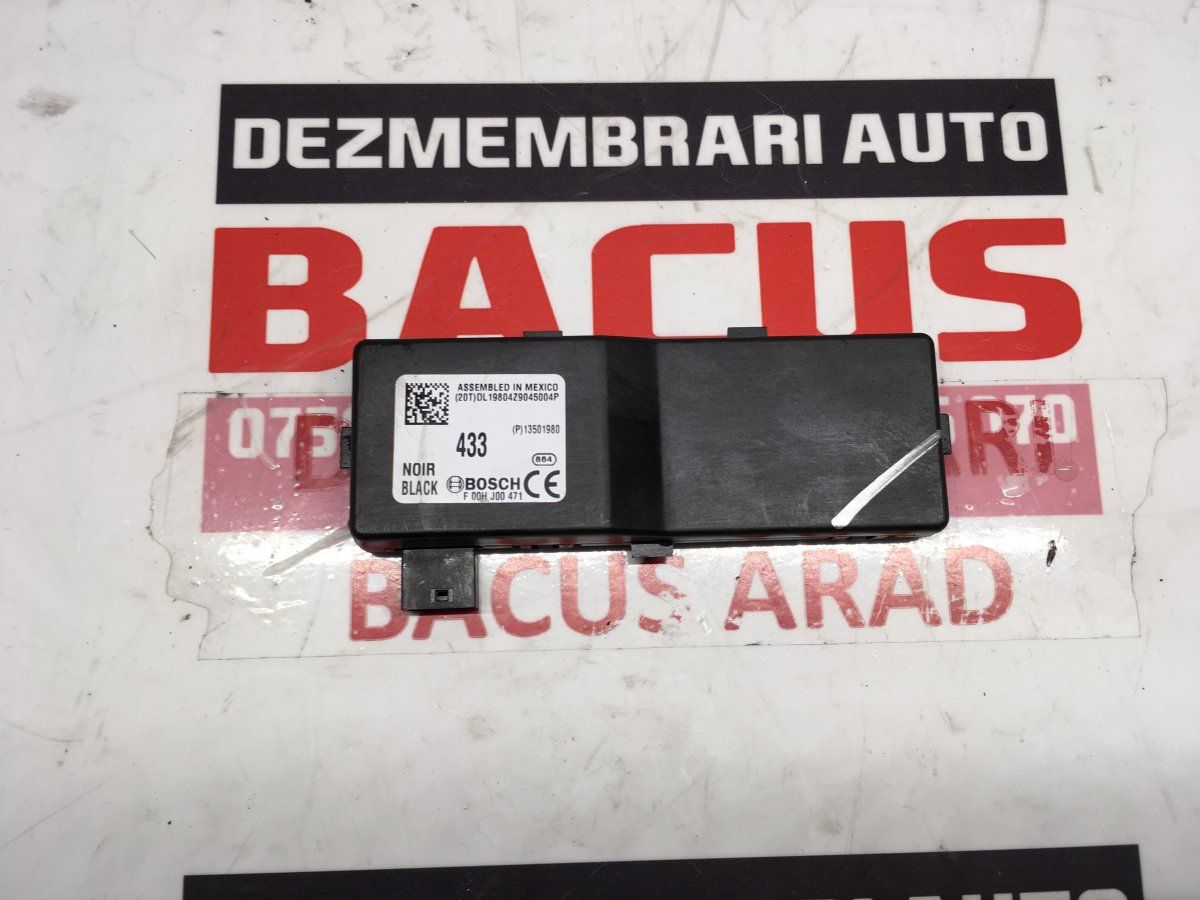 DEZMEMBRARI AUTO
BACUS
ASSEMBLED IN MEXICO
(20T)DL19804Z9045004P
(P)13501980
433
864
NOIR
BLACK
BOSCH CE
F 00H J00 471
BACUS ARAD